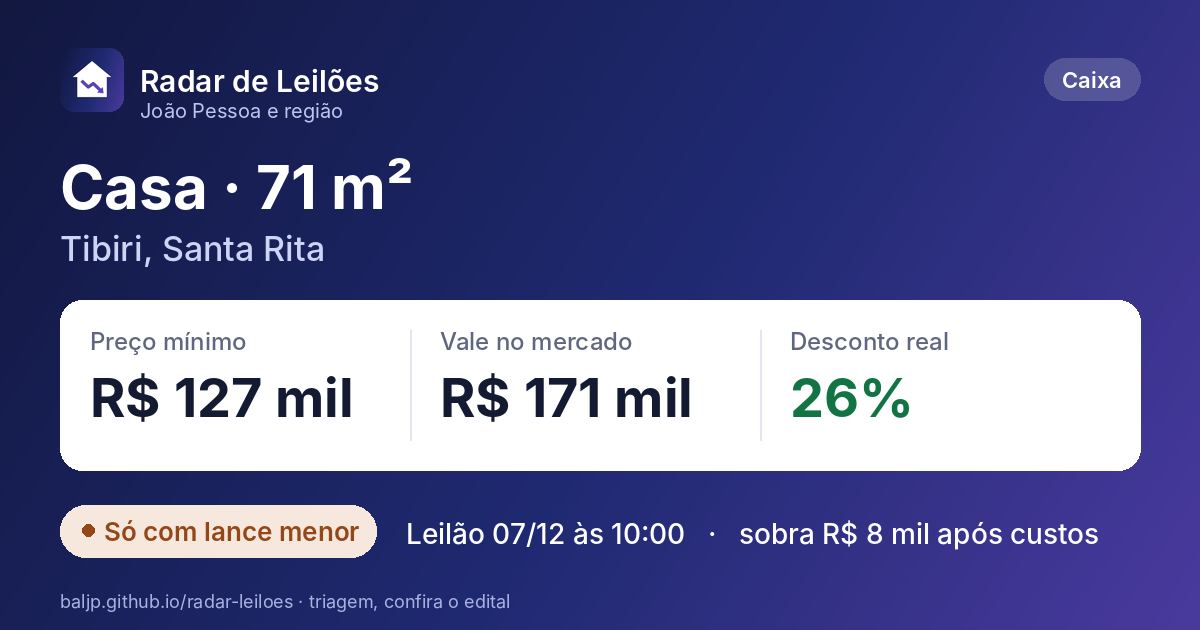 Radar de Leilões
João Pessoa e região
Caixa
Casa · 71 m²
Tibiri, Santa Rita
Preço mínimo
Vale no mercado
Desconto real
R$ 127 mil
R$ 171 mil
26%
Só com lance menor
Leilão 07/12 às 10:00 · sobra R$ 8 mil após custos
baljp.github.io/radar-leiloes · triagem, confira o edital